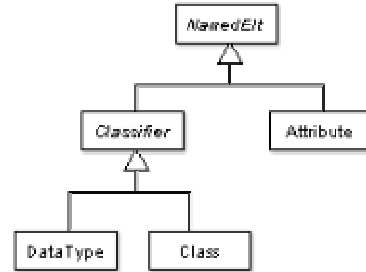 NamedElt
Classifier
Attribute
DataType
Class